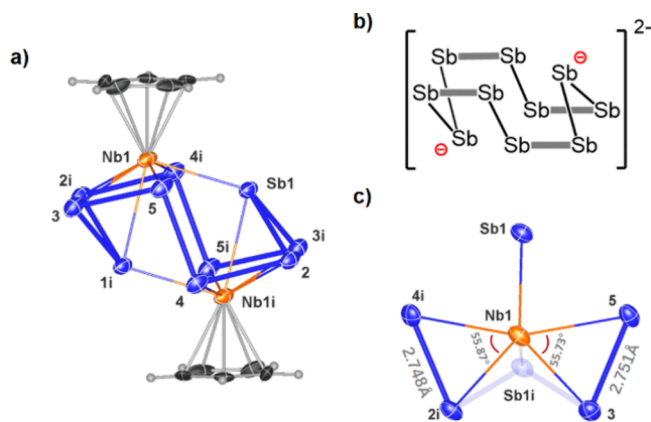 a)
Nb1
4i
2i
Sb1
3
5
3i
5i
2
1i
4
Nb1i
b)
2-
Sb Sb ⊖
Sb
Sb Sb
Sb Sb
Sb
⊖ Sb Sb
c)
Sb1
4i Nb1 5
55.87° 55.73°
2.748Å 2.751Å
Sb1i
2i 3